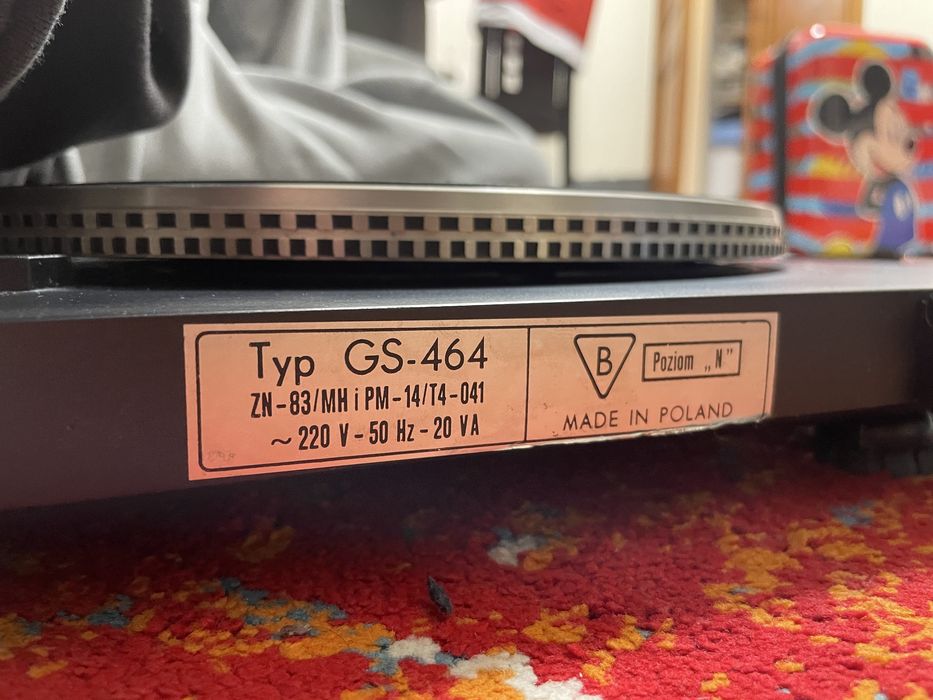 Typ GS-464
ZN-83/MH i PM-14/T4-041
~ 220 V - 50 Hz - 20 VA
B
Poziom „N”
MADE IN POLAND